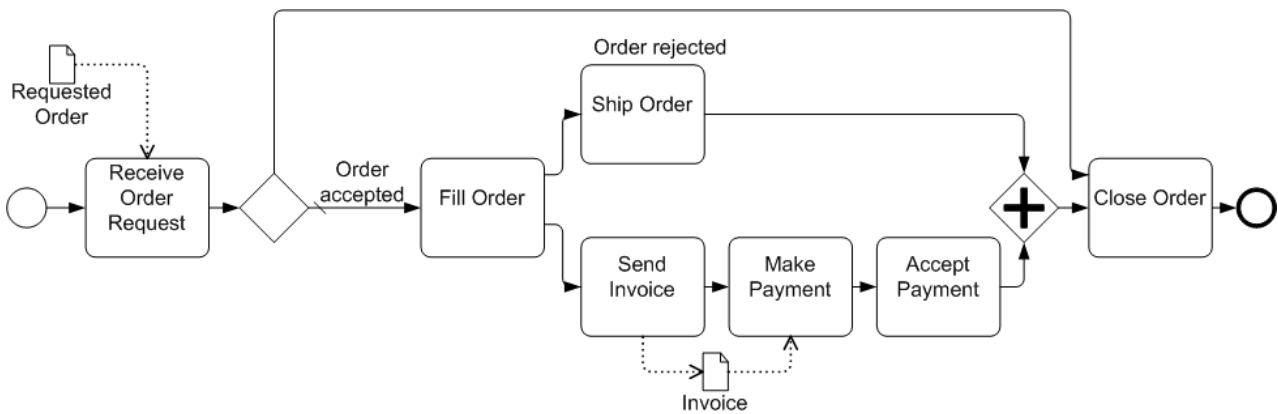 Order rejected
Requested
Order
Ship Order
Receive
Order
Request
Order
accepted
Fill Order
Close Order
Send
Invoice
Make
Payment
Accept
Payment
Invoice